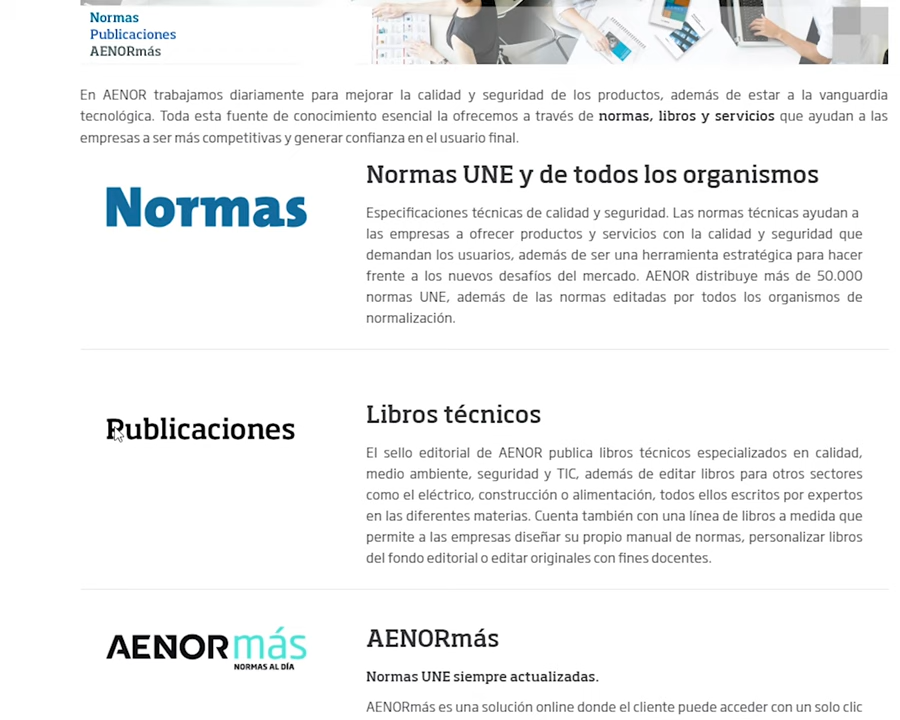 Normas
Publicaciones
AENORmás
En AENOR trabajamos diariamente para mejorar la calidad y seguridad de los productos, además de estar a la vanguardia
tecnológica. Toda esta fuente de conocimiento esencial la ofrecemos a través de normas, libros y servicios que ayudan a las
empresas a ser más competitivas y generar confianza en el usuario final.
Normas
Normas UNE y de todos los organismos
Especificaciones técnicas de calidad y seguridad. Las normas técnicas ayudan a
las empresas a ofrecer productos y servicios con la calidad y seguridad que
demandan los usuarios, además de ser una herramienta estratégica para hacer
frente a los nuevos desafíos del mercado. AENOR distribuye más de 50.000
normas UNE, además de las normas editadas por todos los organismos de
normalización.
Publicaciones
Libros técnicos
El sello editorial de AENOR publica libros técnicos especializados en calidad,
medio ambiente, seguridad y TIC, además de editar libros para otros sectores
como el eléctrico, construcción o alimentación, todos ellos escritos por expertos
en las diferentes materias. Cuenta también con una línea de libros a medida que
permite a las empresas diseñar su propio manual de normas, personalizar libros
del fondo editorial o editar originales con fines docentes.
AENORmás
NORMAS AL DÍA
AENORmás
Normas UNE siempre actualizadas.
AENORmás es una solución online donde el cliente puede acceder con un solo clic